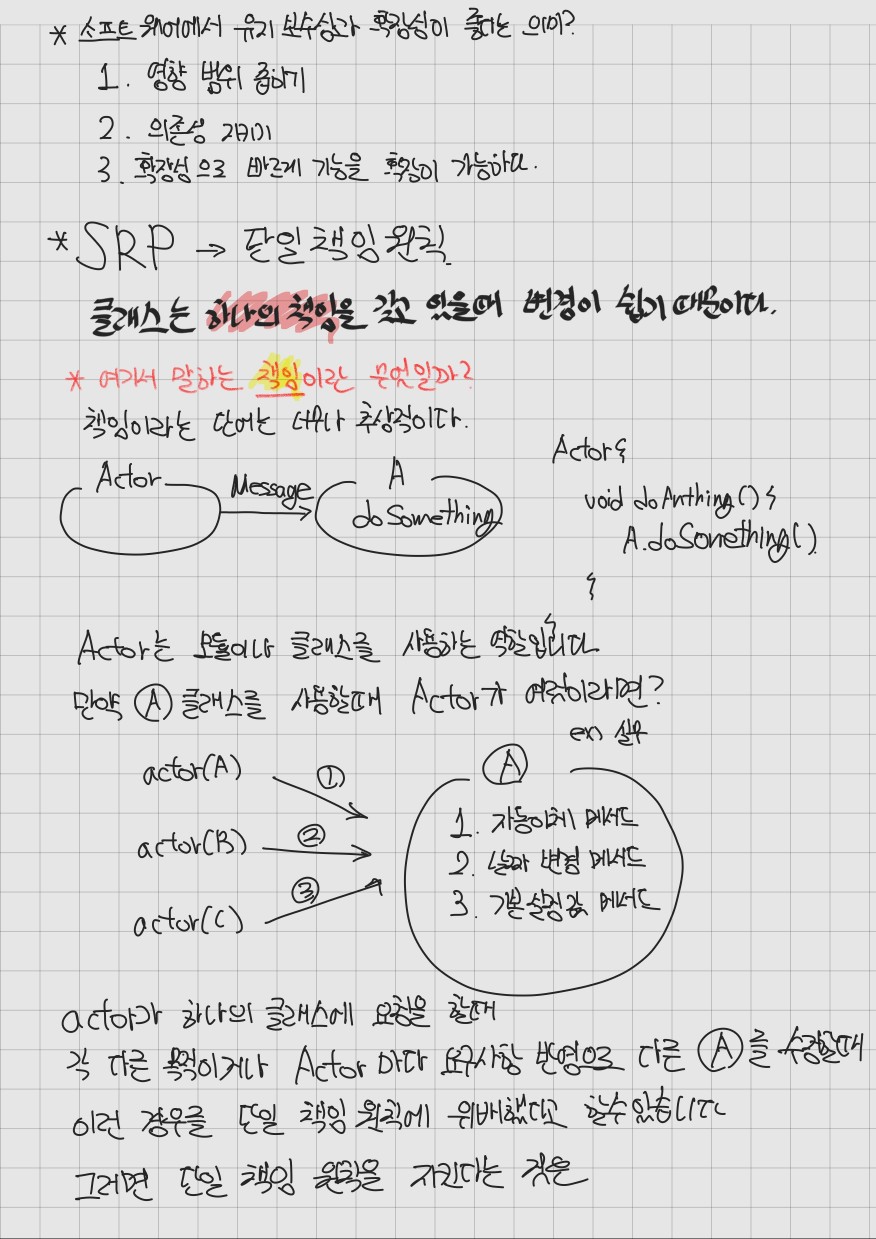 * 소프트웨어에서 유지 보수성과 확장성이 좋다는 의미?
1. 영향 범위 좁히기
2. 의존성 제거
3. 확장성으로 빠르게 기능을 확장이 가능하다.
* SRP → 단일 책임 원칙.
클래스는 하나의 책임을 갖고 있을때 변경이 쉽기 때문이다.
* 여기서 말하는 책임이란 무엇일까?
책임이라는 단어는 너무나 추상적이다.
Actor
Message
A
doSomething
Actor{
void doAnthing(){
A.doSomething()
}
}
Actor는 모듈이나 클래스를 사용하는 역할입니다
만약 Ⓐ 클래스를 사용할때 Actor가 여럿이라면?
ex) 실무
actor(A) ①
actor(B) ②
actor(C) ③
Ⓐ
1. 자동이체 메서드
2. 날짜 변경 메서드
3. 기본설정값 메서드
actor가 하나의 클래스에 요청을 할때
각 다른 목적이거나 Actor 마다 요구사항 반영으로 다른 Ⓐ를 수정할때
이런 경우를 단일 책임 원칙에 위배했다고 할수 있습니다
그러면 단일 책임 원칙을 지킨다는 것은